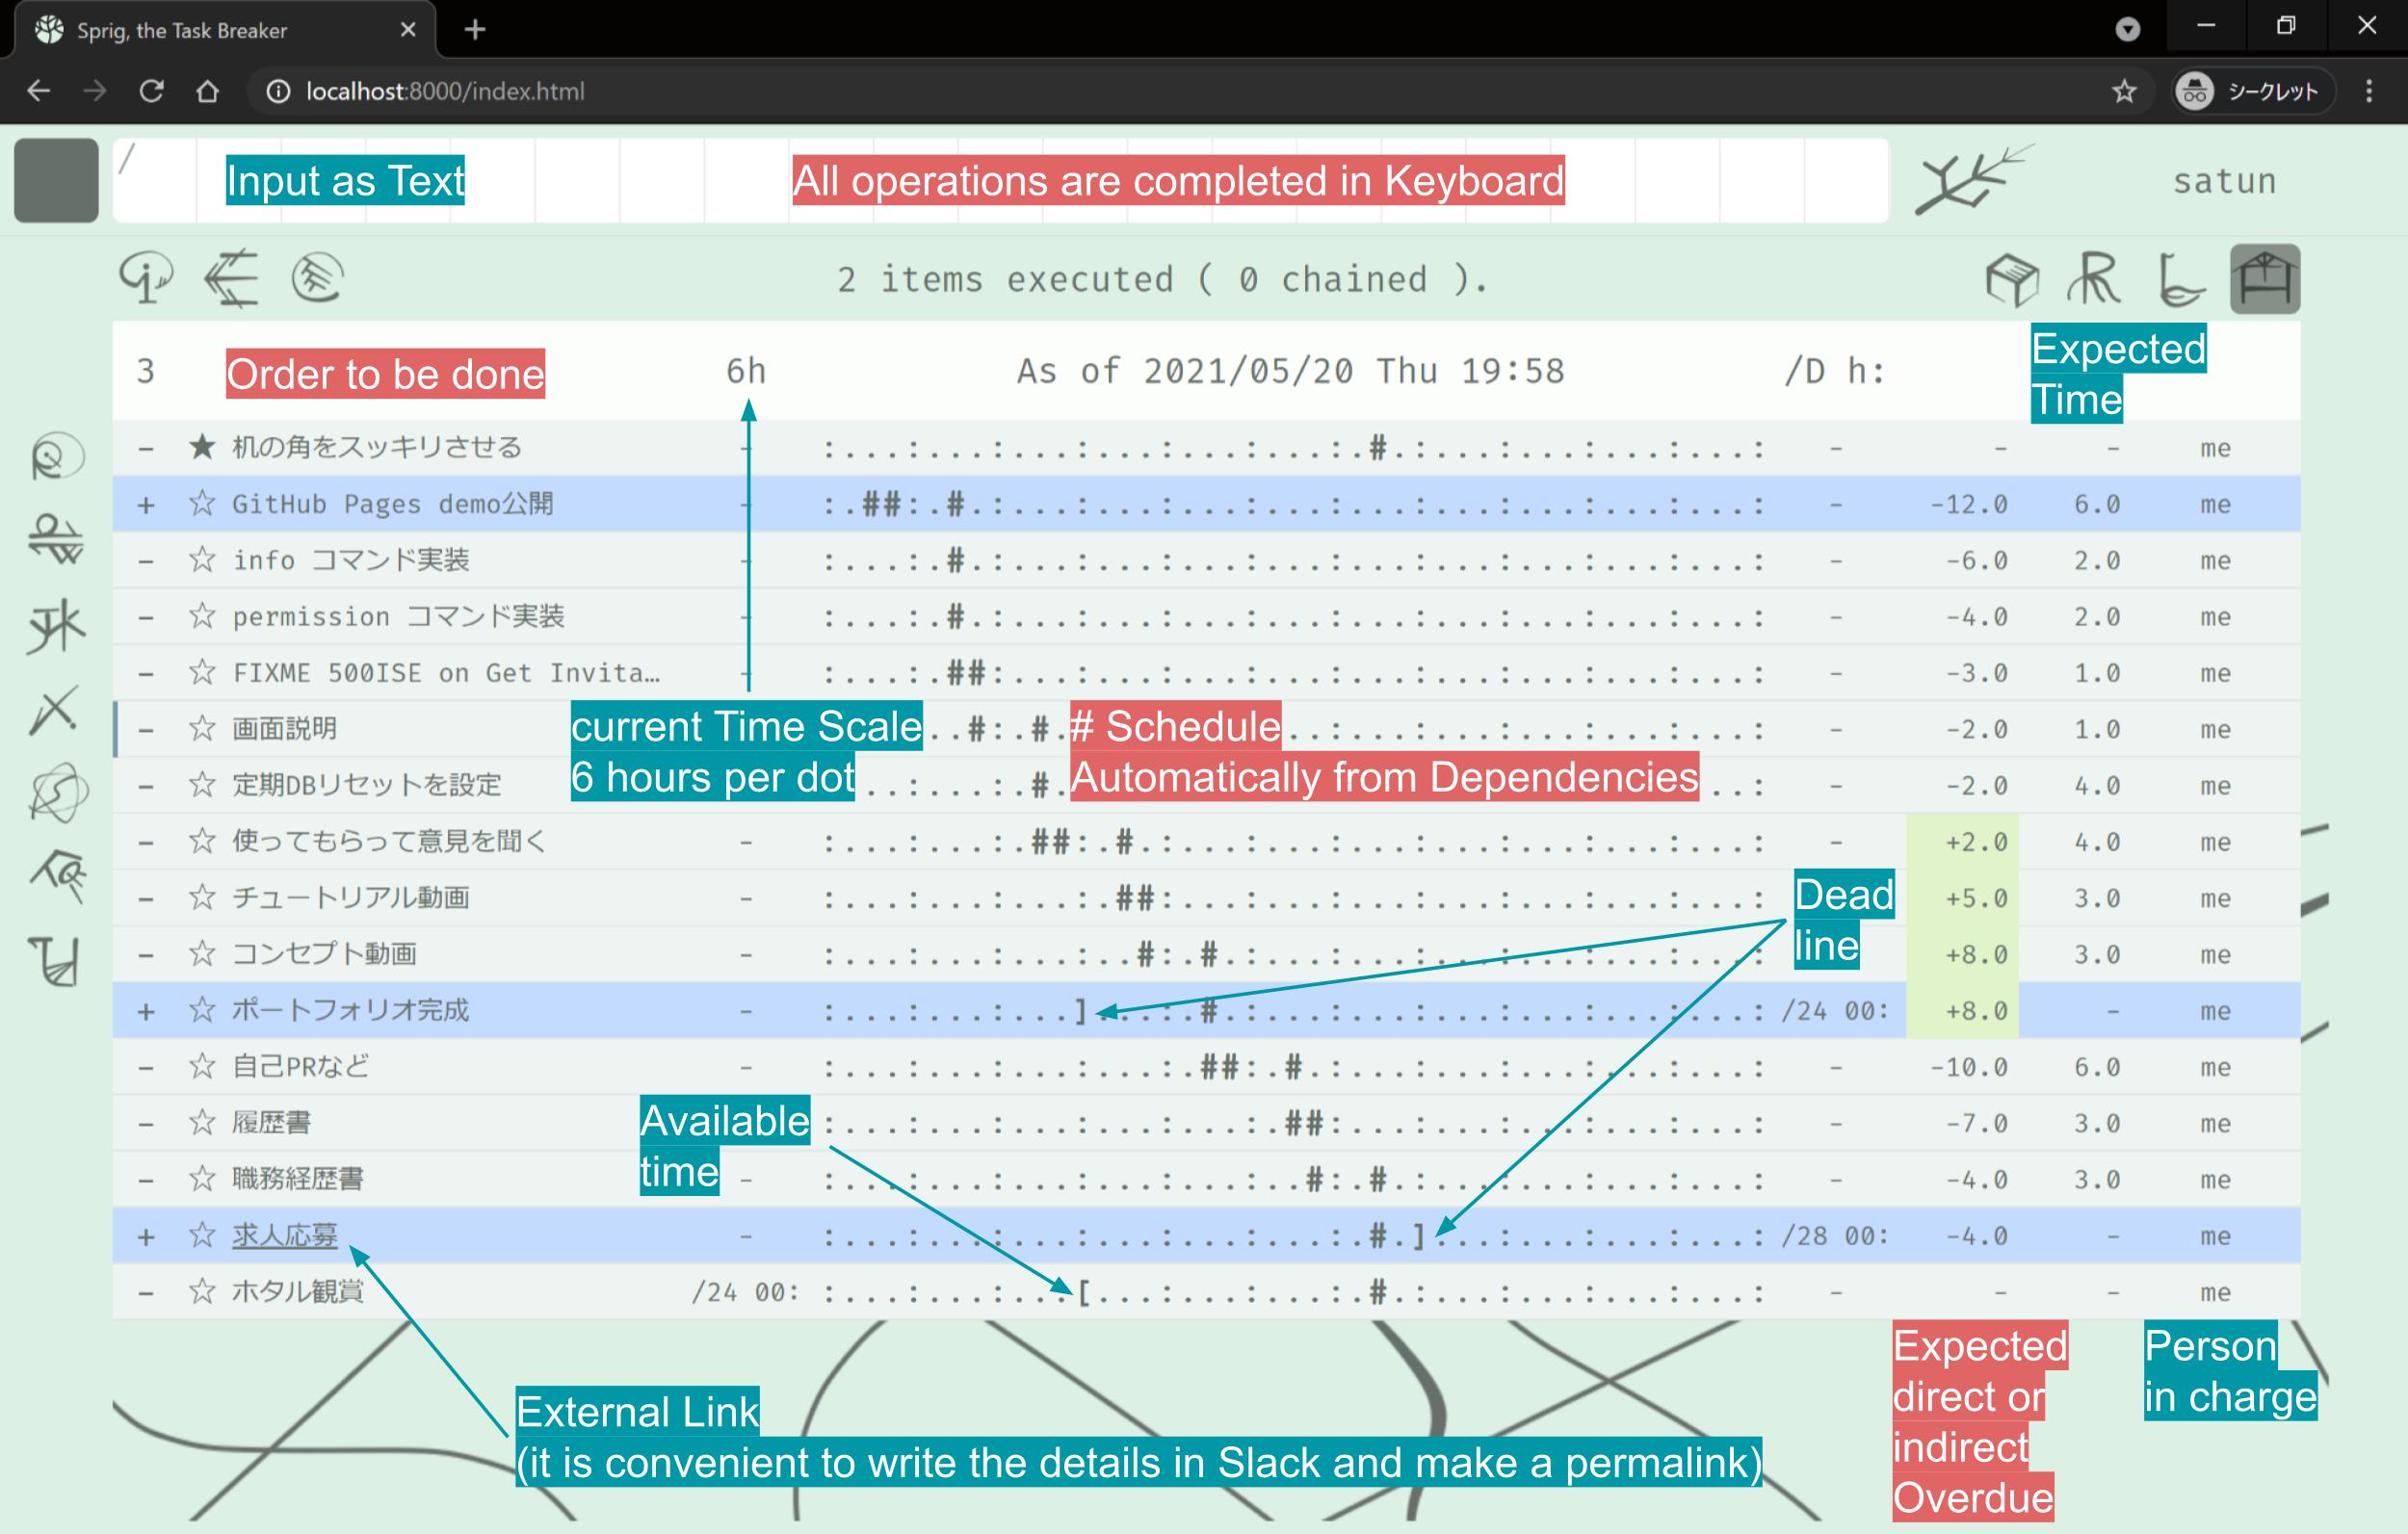 Sprig, the Task Breaker
localhost:8000/index.html
シークレット
/
Input as Text
All operations are completed in Keyboard
satun
2 items executed ( 0 chained ).
3 Order to be done 6h As of 2021/05/20 Thu 19:58 /D h: Expected
Time
- ★ 机の角をスッキリさせる - :...:...:...:...:...:...:.#.:...:...:...:...: - - - me
+ ☆ GitHub Pages demo公開 - :.##:.#.:...:...:...:...:...:...:...:...:...: - -12.0 6.0 me
- ☆ info コマンド実装 - :...:.#.:...:...:...:...:...:...:...:...:...: - -6.0 2.0 me
- ☆ permission コマンド実装 - :...:.#.:...:...:...:...:...:...:...:...:...: - -4.0 2.0 me
- ☆ FIXME 500ISE on Get Invita… - :...:.##:...:...:...:...:...:...:...:...:...: - -3.0 1.0 me
- ☆ 画面説明 current Time Scale ..#:.#. # Schedule ..:...:...:...:...:...: - -2.0 1.0 me
- ☆ 定期DBリセットを設定 6 hours per dot ..:...:.#. Automatically from Dependencies ..: - -2.0 4.0 me
- ☆ 使ってもらって意見を聞く - :...:...:.##:.#.:...:...:...:...:...:...:...: - +2.0 4.0 me
- ☆ チュートリアル動画 - :...:...:...:.##:...:...:...:...:...:...:...: Dead +5.0 3.0 me
- ☆ コンセプト動画 - :...:...:...:..#:.#.:...:...:...:...:...:...: line +8.0 3.0 me
+ ☆ ポートフォリオ完成 - :...:...:...]...:.#.:...:...:...:...:...:...: /24 00: +8.0 - me
- ☆ 自己PRなど - :...:...:...:...:.##:.#.:...:...:...:...:...: - -10.0 6.0 me
- ☆ 履歴書 Available :...:...:...:...:...:.##:...:...:...:...:...: - -7.0 3.0 me
- ☆ 職務経歴書 time - :...:...:...:...:...:..#:.#.:...:...:...:...: - -4.0 3.0 me
+ ☆ 求人応募 - :...:...:...:...:...:...:.#.]...:...:...:...: /28 00: -4.0 - me
- ☆ ホタル観賞 /24 00: :...:...:...[...:...:...:.#.:...:...:...:...: - - - me
Expected
direct or
indirect
Overdue
Person
in charge
External Link
(it is convenient to write the details in Slack and make a permalink)